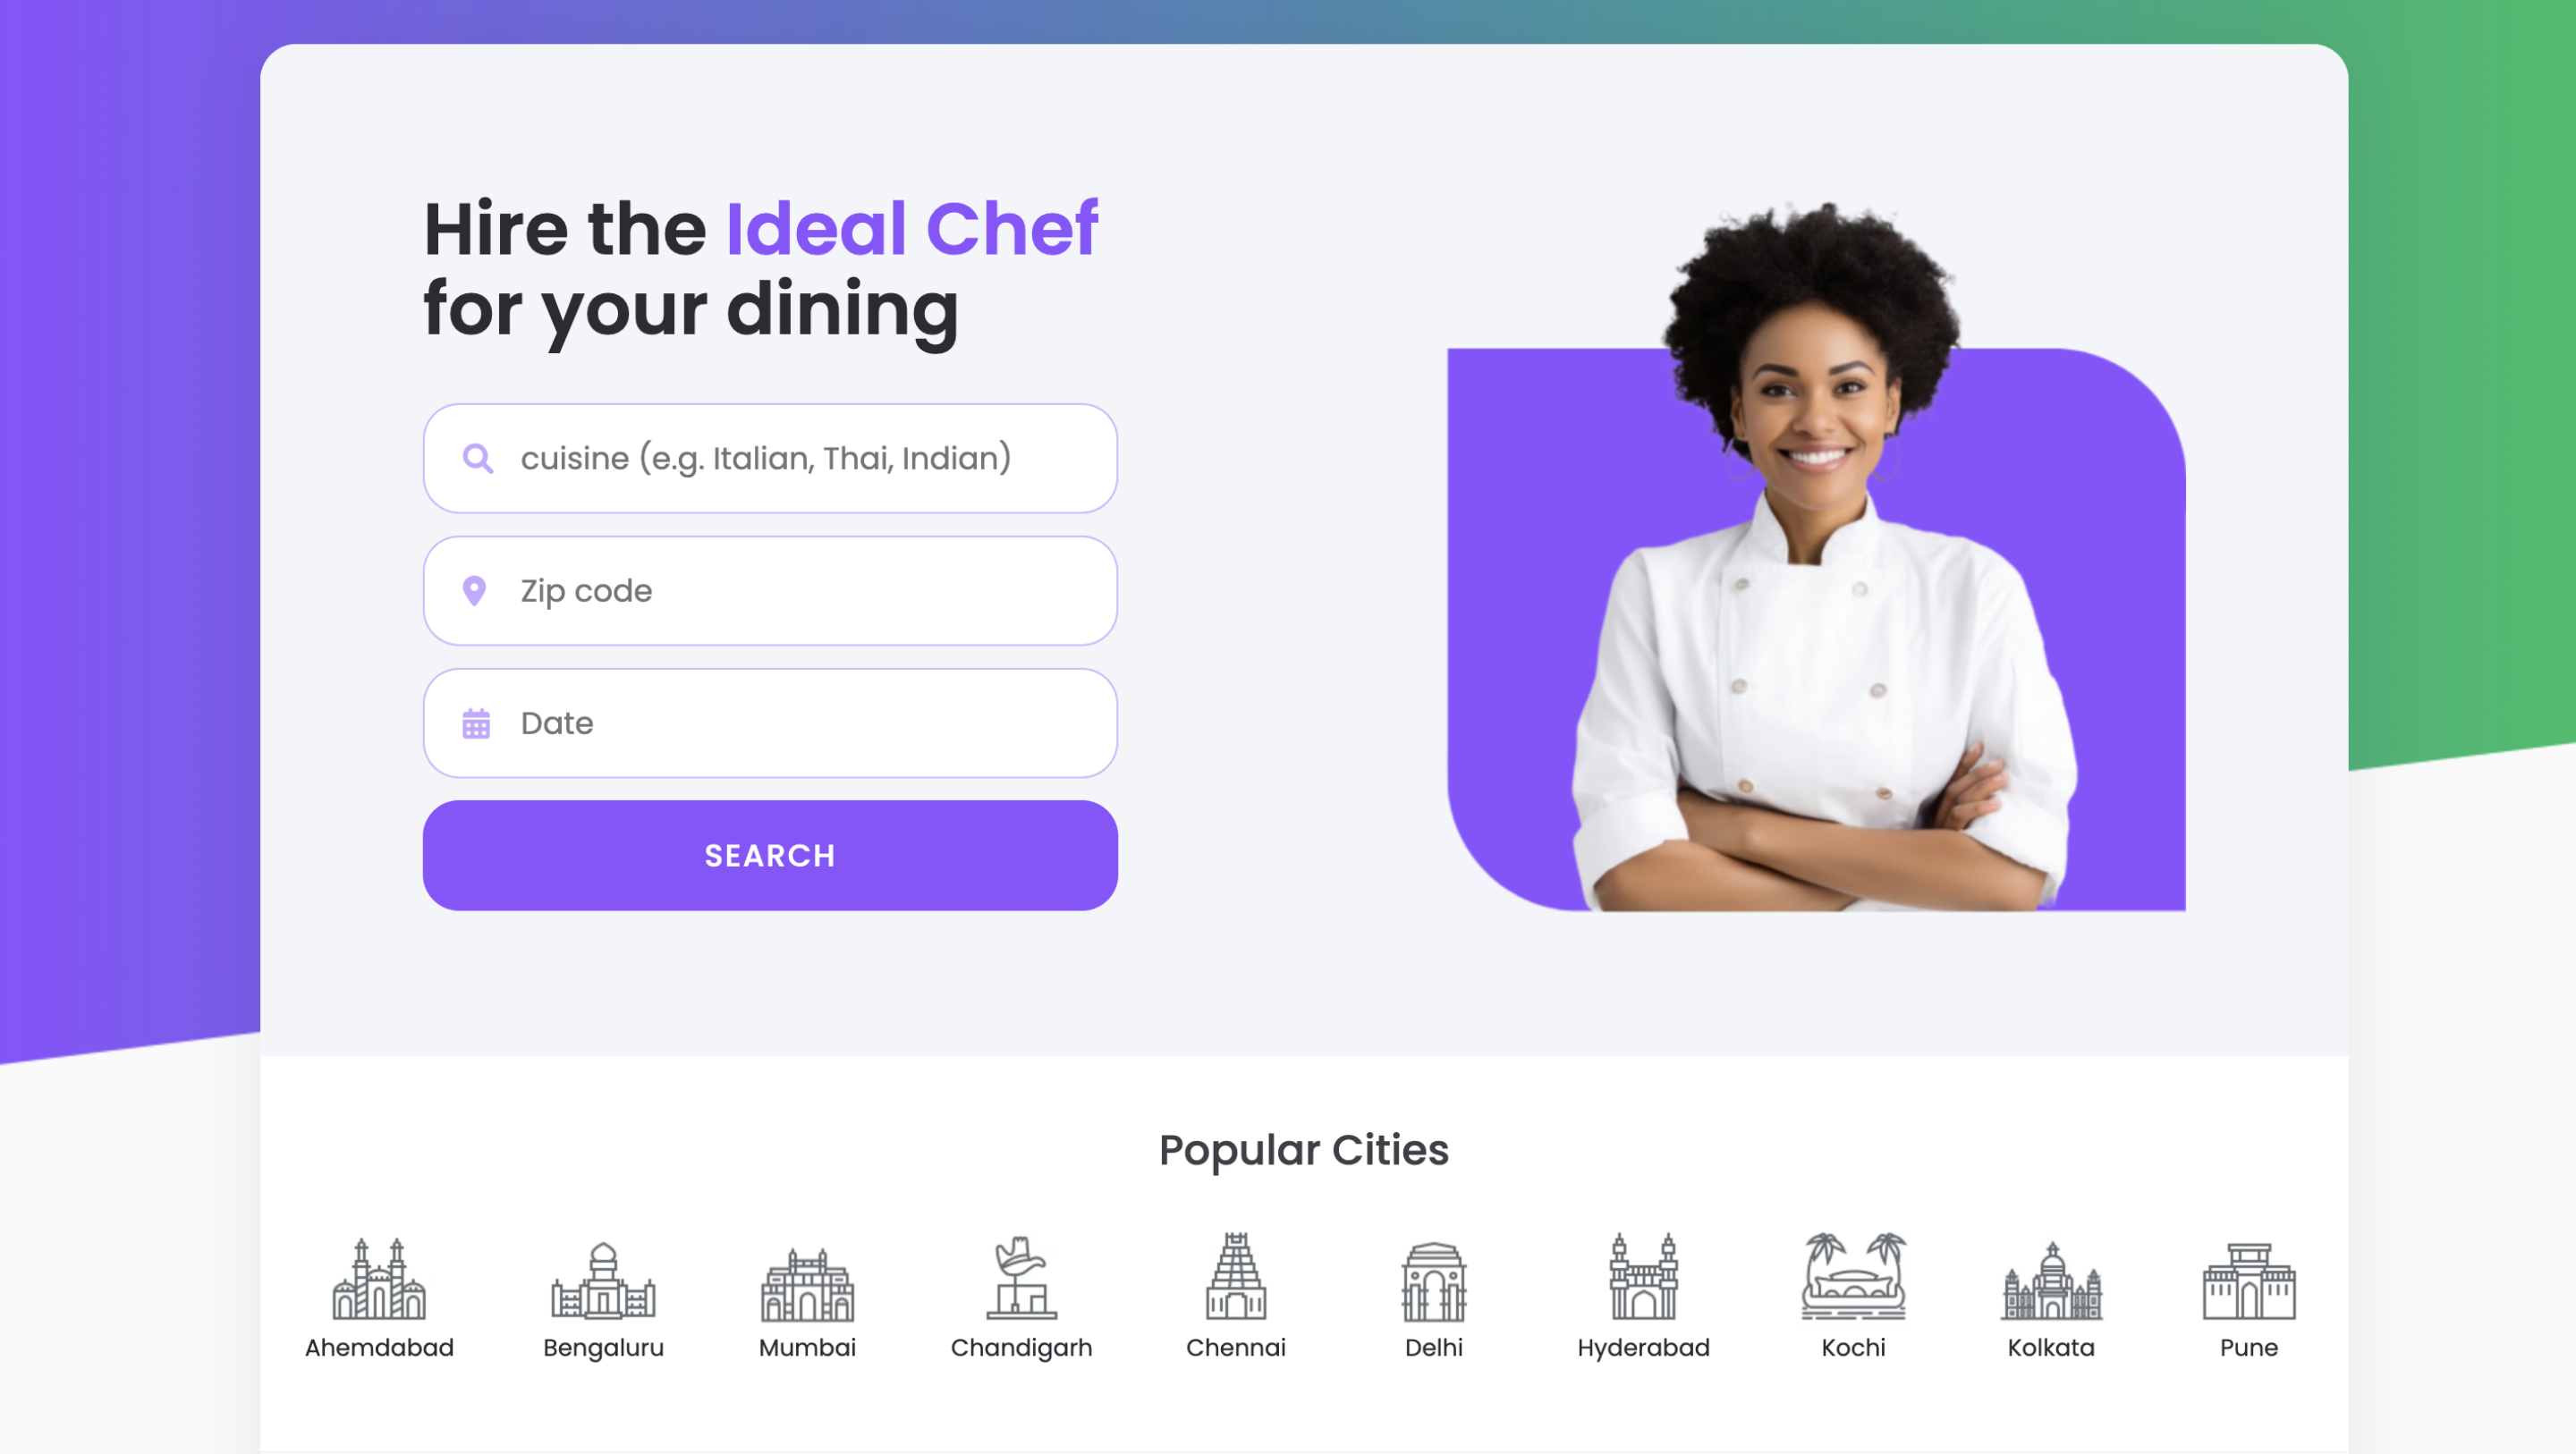 Hire the Ideal Chef
for your dining
cuisine (e.g. Italian, Thai, Indian)
Zip code
Date
SEARCH
Popular Cities
Ahemdabad
Bengaluru
Mumbai
Chandigarh
Chennai
Delhi
Hyderabad
Kochi
Kolkata
Pune